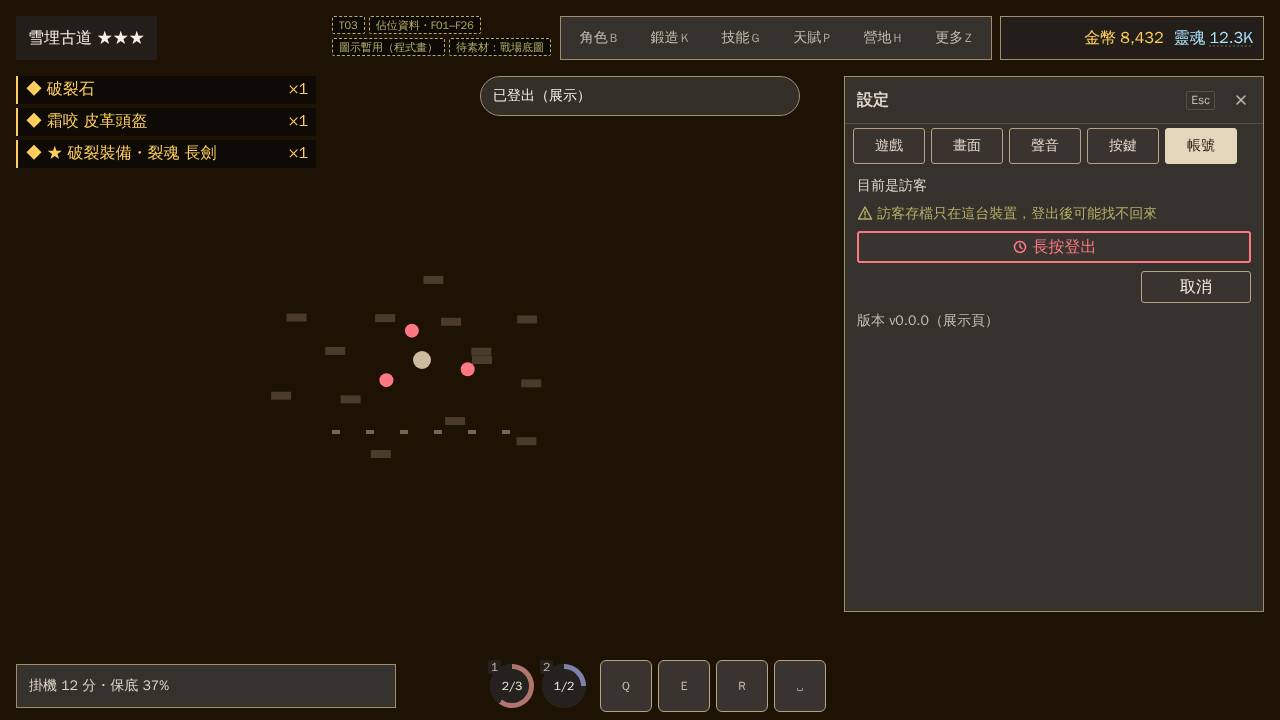 雪埋古道 ★★★
T03 佔位資料・F01–F26
圖示暫用（程式畫） 待素材：戰場底圖
角色B 鍛造K 技能G 天賦P 營地H 更多Z
金幣 8,432 靈魂 12.3K
◆ 破裂石 ×1
◆ 霜咬 皮革頭盔 ×1
◆ ★ 破裂裝備・裂魂 長劍 ×1
已登出（展示）
設定 Esc ×
遊戲 畫面 聲音 按鍵 帳號
目前是訪客
訪客存檔只在這台裝置，登出後可能找不回來
長按登出
取消
版本 v0.0.0（展示頁）
掛機 12 分・保底 37%
1 2/3 2 1/2 Q E R ⎵